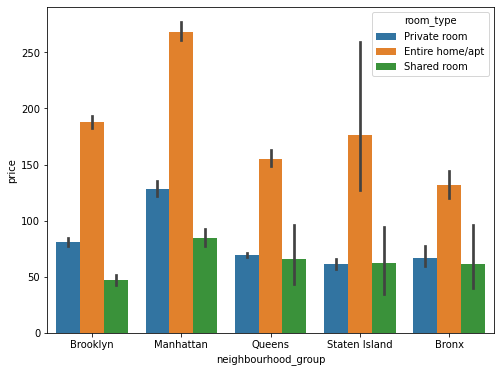 room_type
Private room
Entire home/apt
Shared room
250
200
150
100
50
0
price
Brooklyn Manhattan Queens Staten Island Bronx
neighbourhood_group